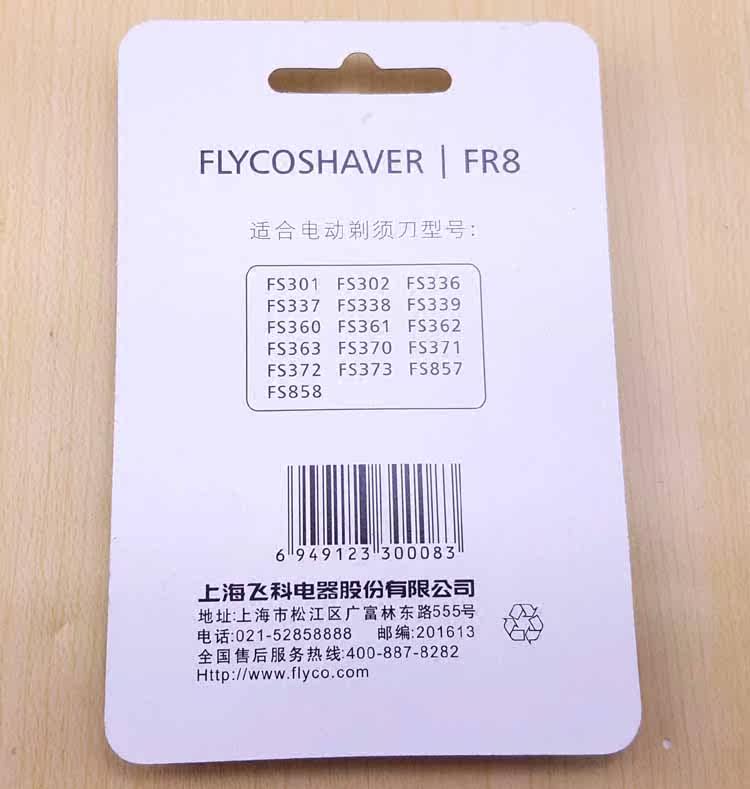 FLYCOSHAVER | FR8
适合电动剃须刀型号:
FS301 FS302 FS336
FS337 FS338 FS339
FS360 FS361 FS362
FS363 FS370 FS371
FS372 FS373 FS857
FS858
6 949123 300083
上海飞科电器股份有限公司
地址:上海市松江区广富林东路555号
电话:021-52858888 邮编:201613
全国售后服务热线:400-887-8282
Http://www.flyco.com